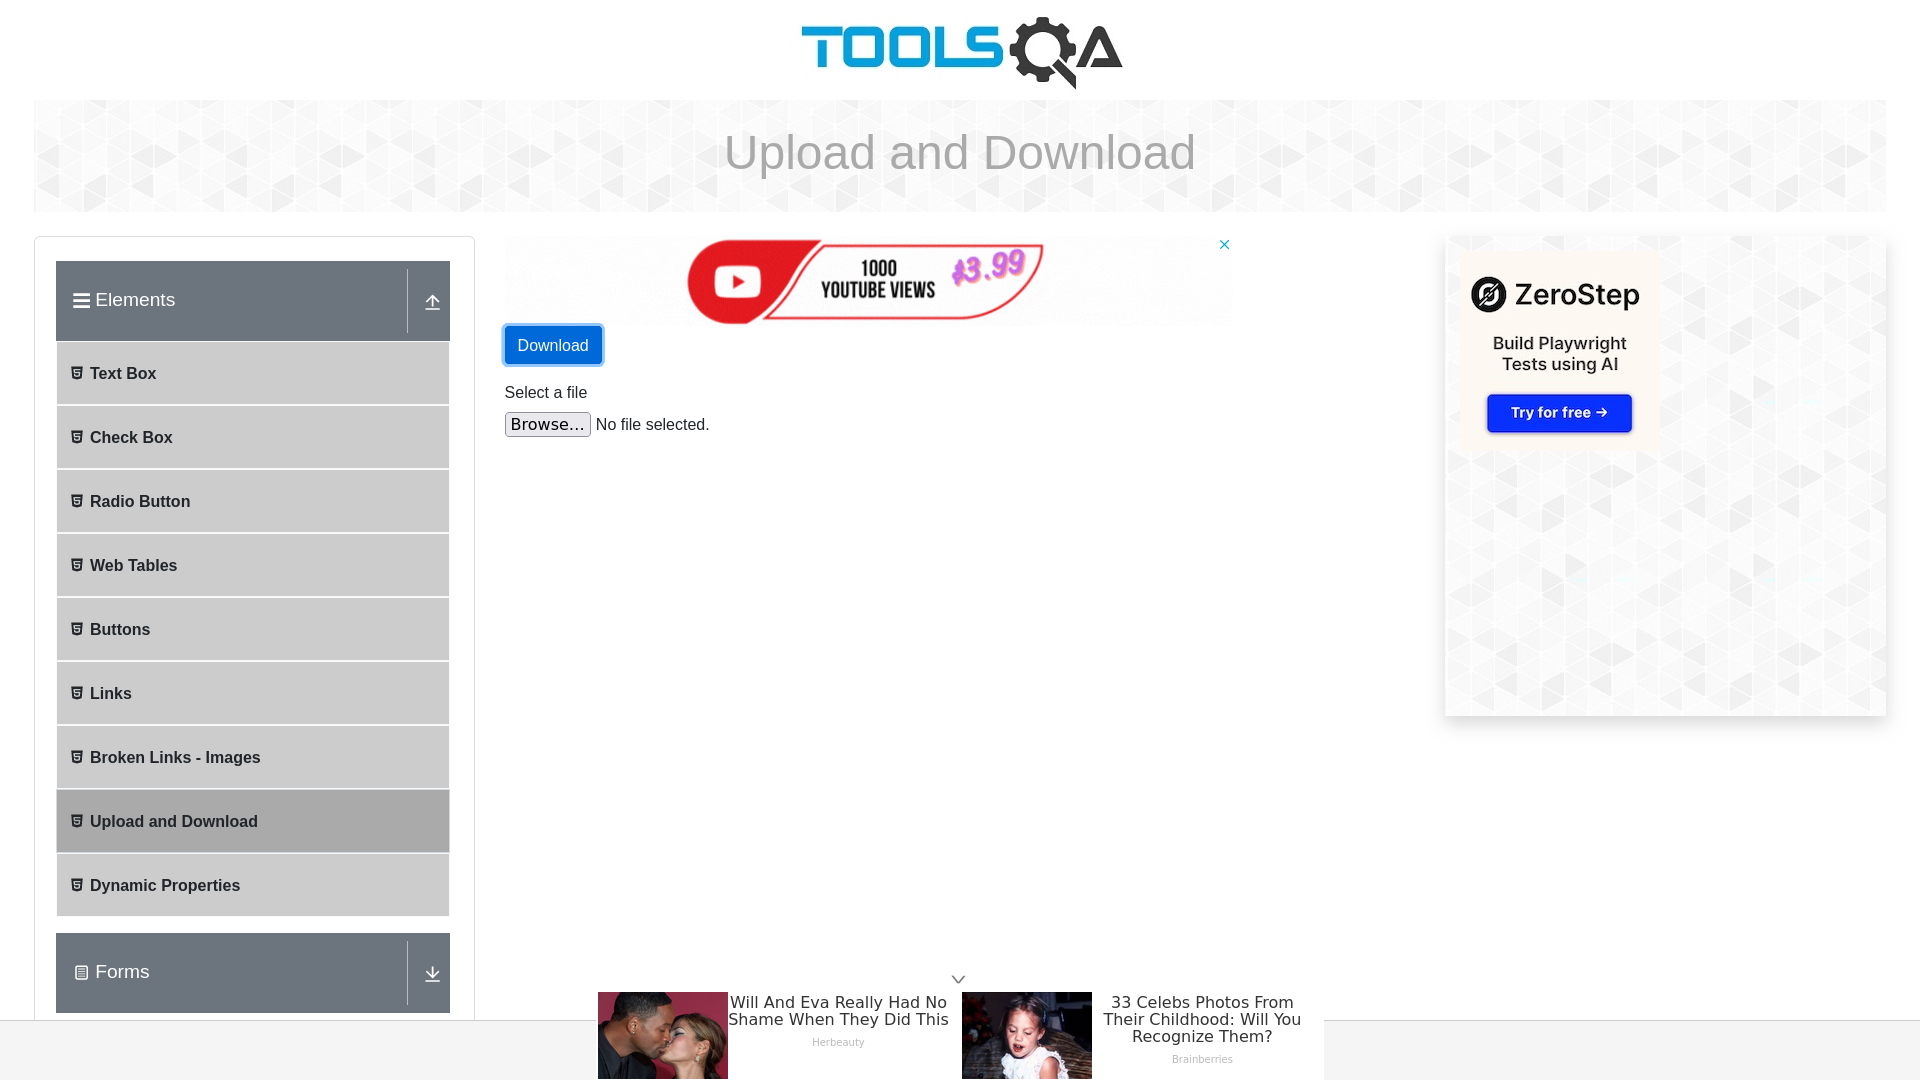 TOOLSQA
Upload and Download
Elements
Text Box
Check Box
Radio Button
Web Tables
Buttons
Links
Broken Links - Images
Upload and Download
Dynamic Properties
Forms
1000
YOUTUBE VIEWS
$3.99
Download
Select a file
Browse... No file selected.
ZeroStep
Build Playwright
Tests using AI
Try for free →
Will And Eva Really Had No
Shame When They Did This
Herbeauty
33 Celebs Photos From
Their Childhood: Will You
Recognize Them?
Brainberries